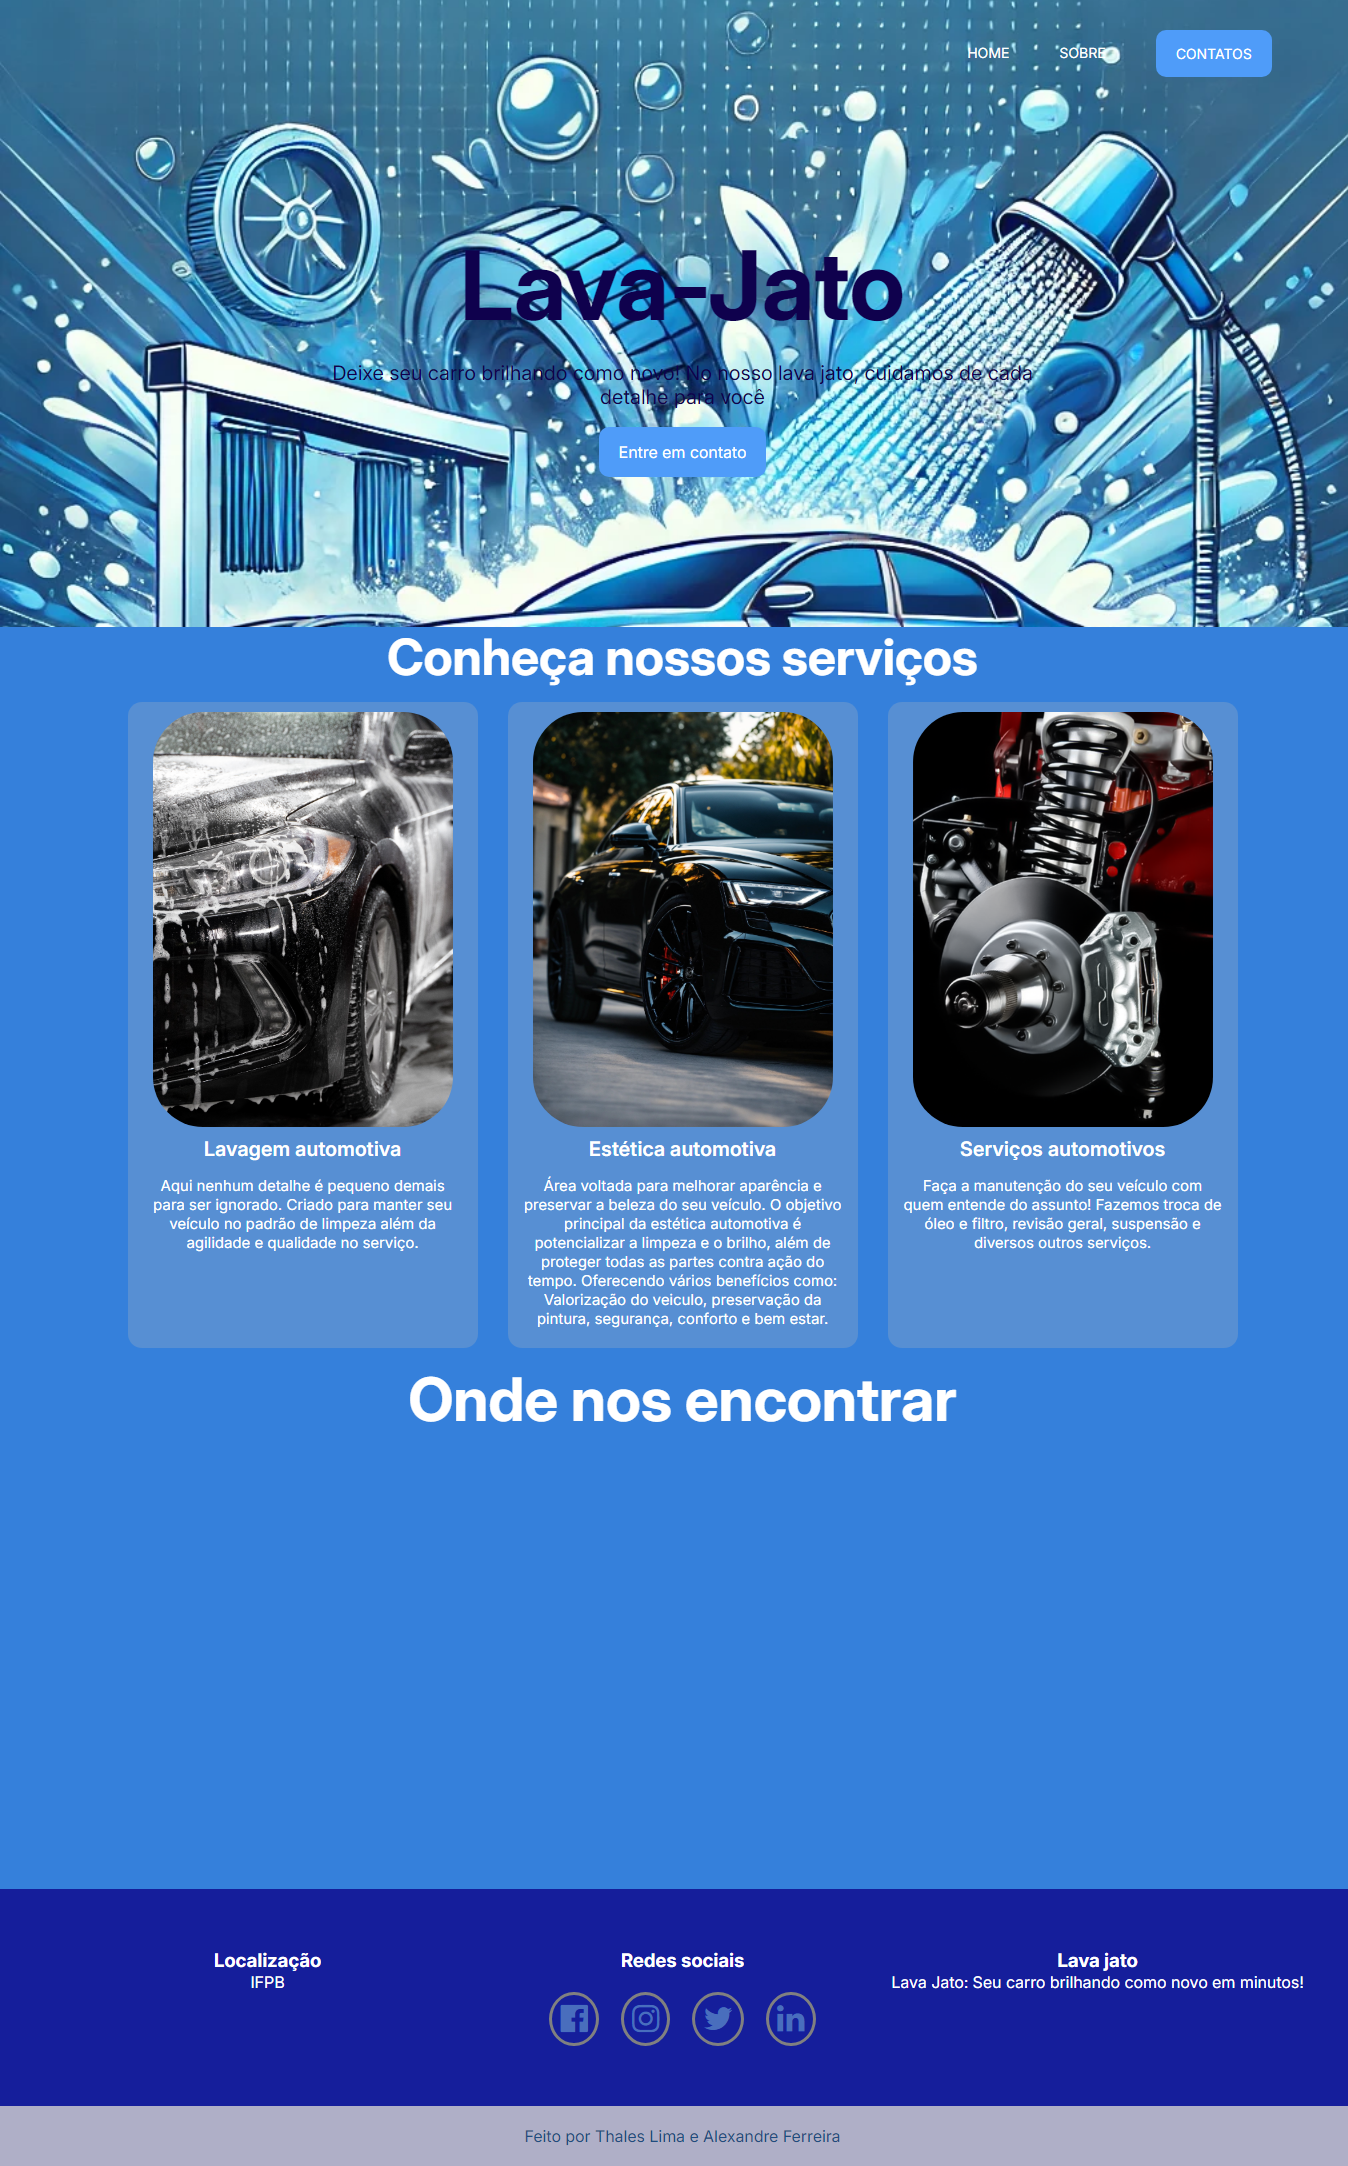 HOME
SOBRE
CONTATOS
Lava-Jato
Deixe seu carro brilhando como novo! No nosso lava jato, cuidamos de cada
detalhe para você
Entre em contato
Conheça nossos serviços
Lavagem automotiva
Aqui nenhum detalhe é pequeno demais
para ser ignorado. Criado para manter seu
veículo no padrão de limpeza além da
agilidade e qualidade no serviço.
Estética automotiva
Área voltada para melhorar aparência e
preservar a beleza do seu veículo. O objetivo
principal da estética automotiva é
potencializar a limpeza e o brilho, além de
proteger todas as partes contra ação do
tempo. Oferecendo vários benefícios como:
Valorização do veiculo, preservação da
pintura, segurança, conforto e bem estar.
Serviços automotivos
Faça a manutenção do seu veículo com
quem entende do assunto! Fazemos troca de
óleo e filtro, revisão geral, suspensão e
diversos outros serviços.
Onde nos encontrar
Localização
IFPB
Redes sociais
Lava jato
Lava Jato: Seu carro brilhando como novo em minutos!
Feito por Thales Lima e Alexandre Ferreira